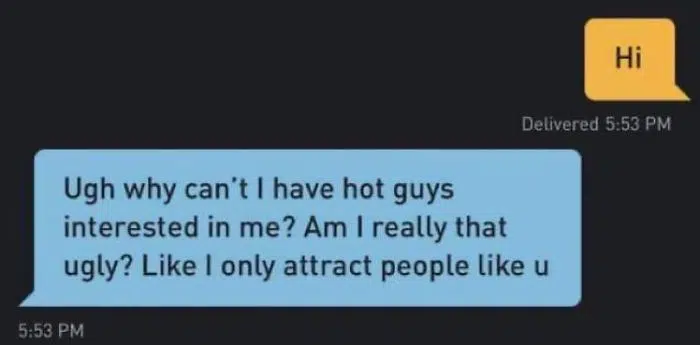 Hi
Delivered 5:53 PM
Ugh why can't I have hot guys
interested in me? Am I really that
ugly? Like I only attract people like u
5:53 PM